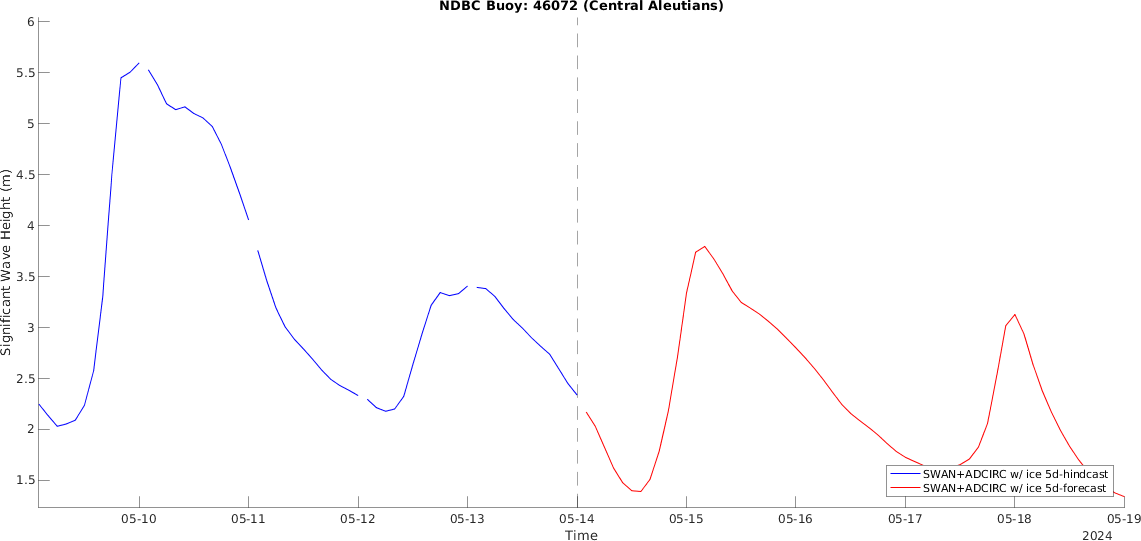 NDBC Buoy: 46072 (Central Aleutians)
6
5.5
5
4.5
4
3.5
3
2.5
2
1.5
Significant Wave Height (m)
SWAN+ADCIRC w/ ice 5d-hindcast
SWAN+ADCIRC w/ ice 5d-forecast
05-10 05-11 05-12 05-13 05-14 05-15 05-16 05-17 05-18 05-19
Time
2024